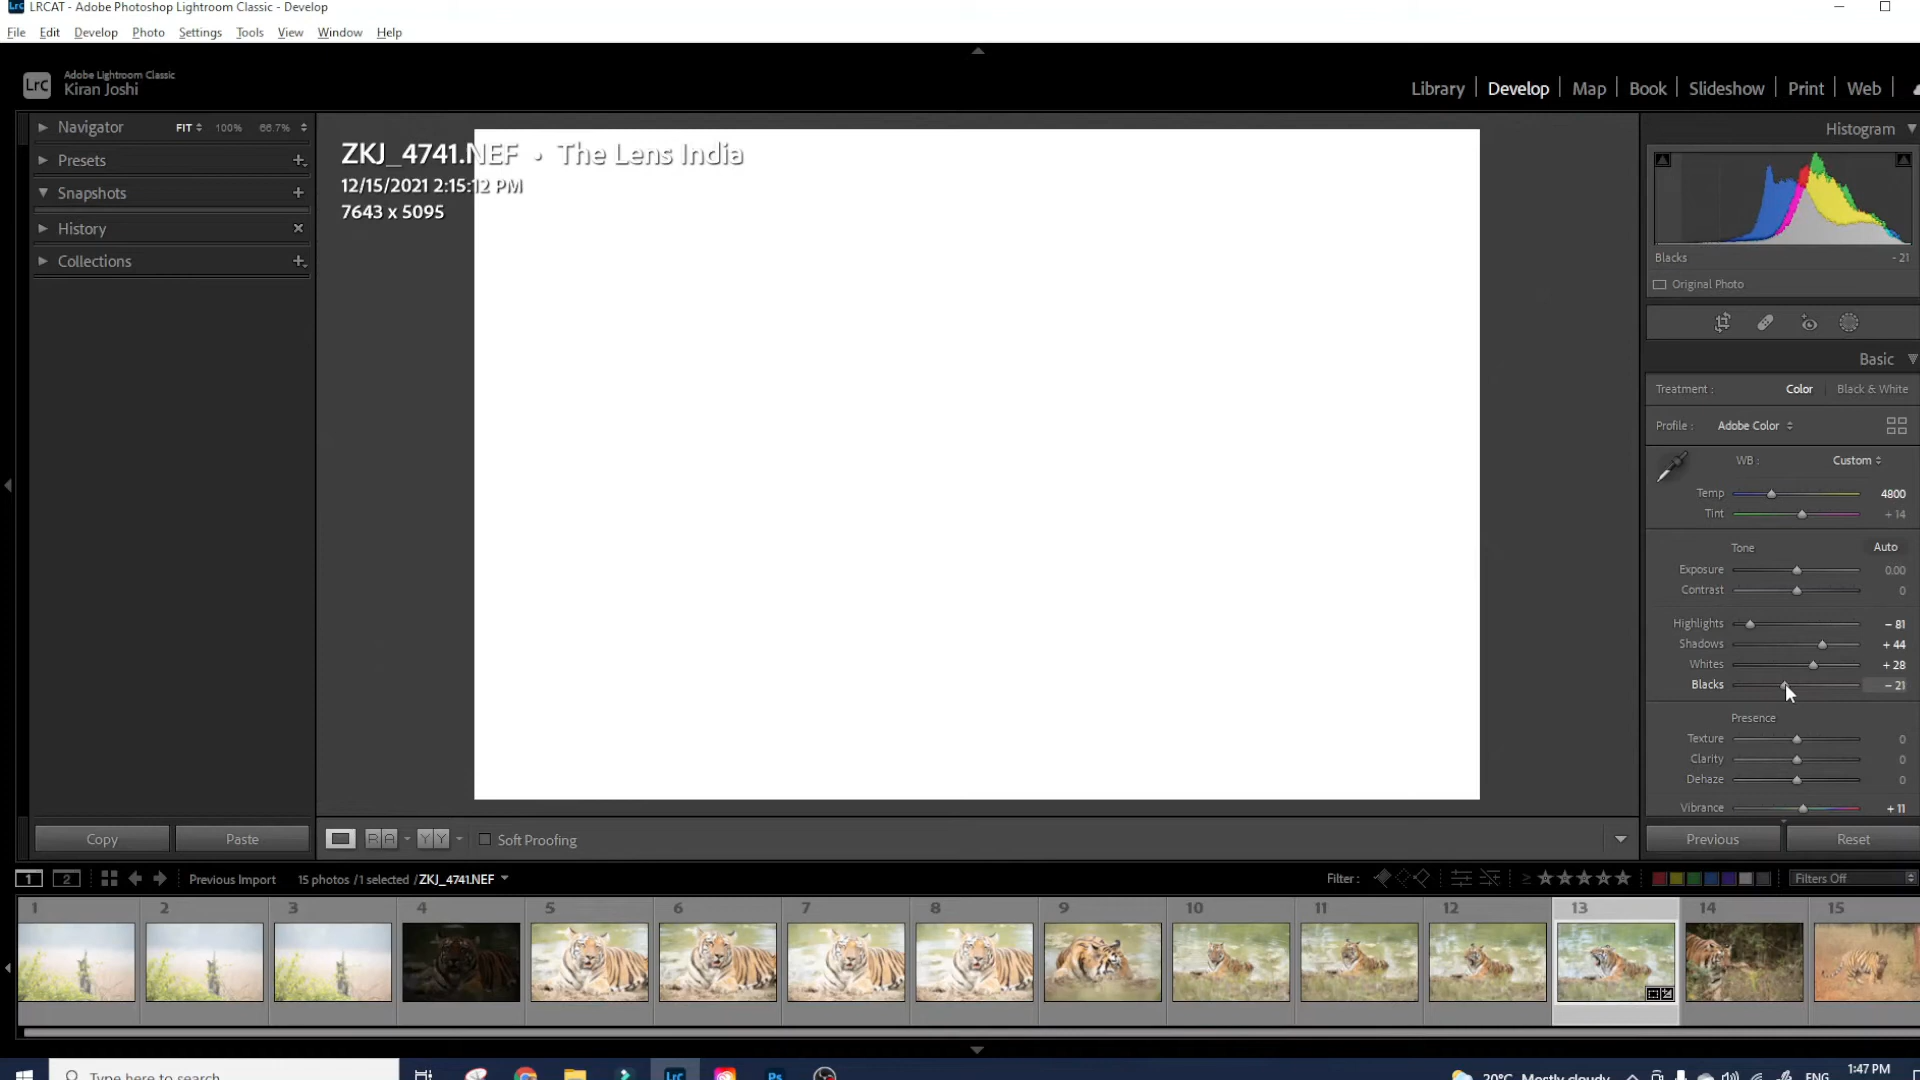 LRCAT - Adobe Photoshop Lightroom Classic - Develop
File Edit Develop Photo Settings Tools View Window Help
Adobe Lightroom Classic
Kiran Joshi
Library Develop Map Book Slideshow Print Web
Navigator FIT 100% 66.7%
Presets
Snapshots
History
Collections
ZKJ_4741.NEF • The Lens India
12/15/2021 2:15:12 PM
7643 x 5095
Histogram
Blacks - 21
Original Photo
Basic
Treatment : Color Black & White
Profile : Adobe Color
WB : Custom
Temp 4800
Tint + 14
Tone Auto
Exposure 0.00
Contrast 0
Highlights - 81
Shadows + 44
Whites + 28
Blacks - 21
Presence
Texture 0
Clarity 0
Dehaze 0
Vibrance + 11
Copy Paste
R A Y Y Soft Proofing
Previous Reset
1 2 Previous Import 15 photos /1 selected /ZKJ_4741.NEF Filter : ≥ Filters Off
1 2 3 4 5 6 7 8 9 10 11 12 13 14 15
Type here to search
LrC Ps
20°C Mostly cloudy ENG 1:47 PM